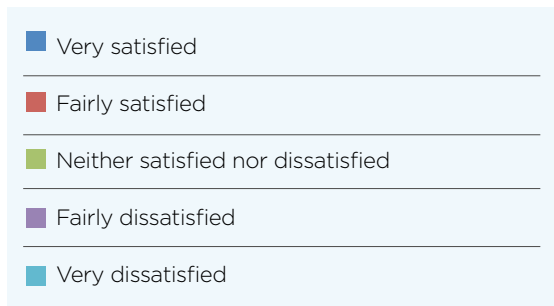 Very satisfied
Fairly satisfied
Neither satisfied nor dissatisfied
Fairly dissatisfied
Very dissatisfied